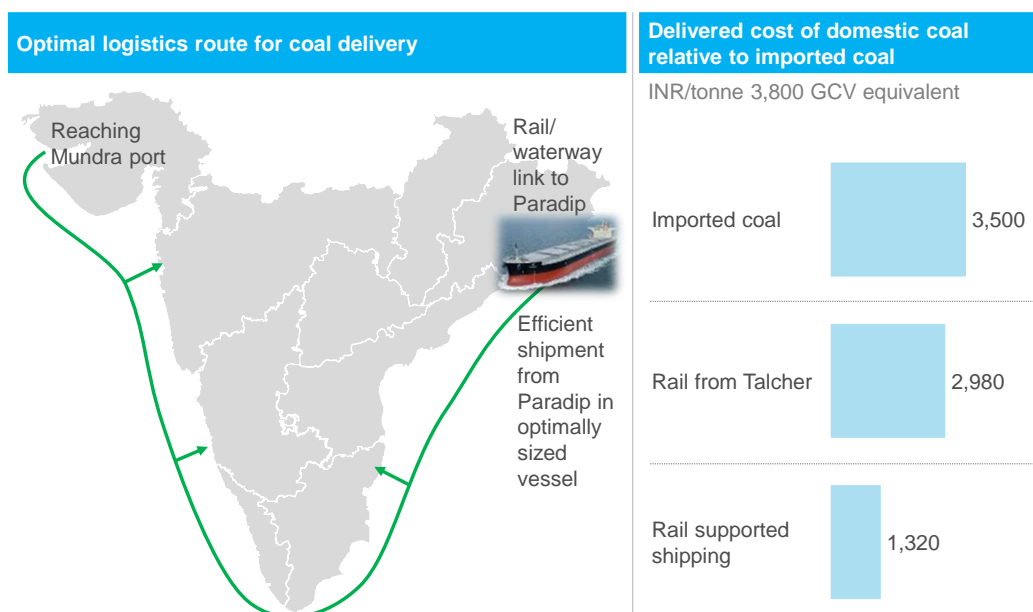 Optimal logistics route for coal delivery
Reaching
Mundra port
Rail/
waterway
link to
Paradip
Efficient
shipment
from
Paradip in
optimally
sized
vessel
Delivered cost of domestic coal
relative to imported coal
INR/tonne 3,800 GCV equivalent
Imported coal
3,500
Rail from Talcher
2,980
Rail supported
shipping
1,320